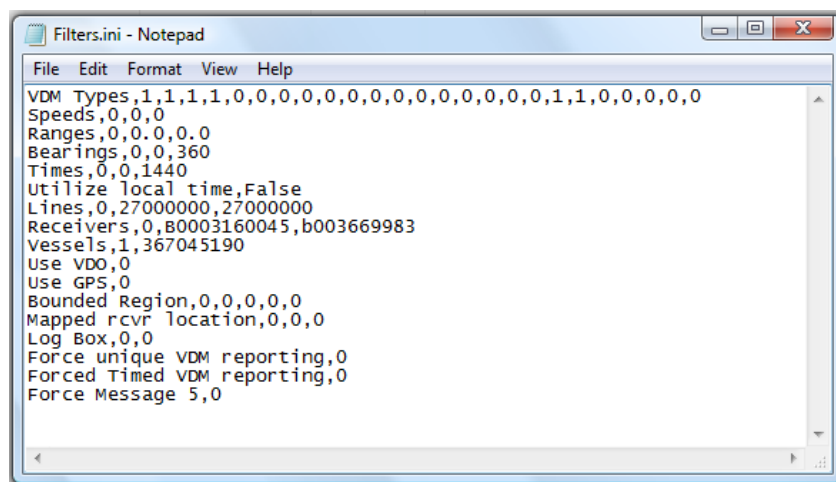 Filters.ini - Notepad
File Edit Format View Help
VDM Types,1,1,1,1,0,0,0,0,0,0,0,0,0,0,0,0,0,0,1,1,0,0,0,0,0
Speeds,0,0,0
Ranges,0,0.0,0.0
Bearings,0,0,360
Times,0,0,1440
Utilize local time,False
Lines,0,27000000,27000000
Receivers,0,B0003160045,b003669983
Vessels,1,367045190
Use VDO,0
Use GPS,0
Bounded Region,0,0,0,0,0
Mapped rcvr location,0,0,0
Log Box,0,0
Force unique VDM reporting,0
Forced Timed VDM reporting,0
Force Message 5,0